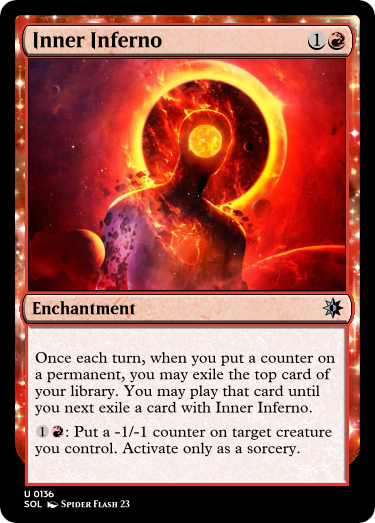 Inner Inferno 1
Enchantment
Once each turn, when you put a counter on
a permanent, you may exile the top card of
your library. You may play that card until
you next exile a card with Inner Inferno.
1 : Put a -1/-1 counter on target creature
you control. Activate only as a sorcery.
U 0136
SOL Spider Flash 23